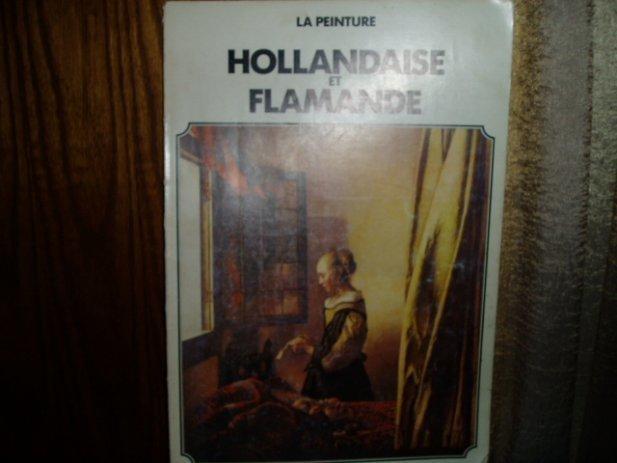 LA PEINTURE
HOLLANDAISE
ET
FLAMANDE